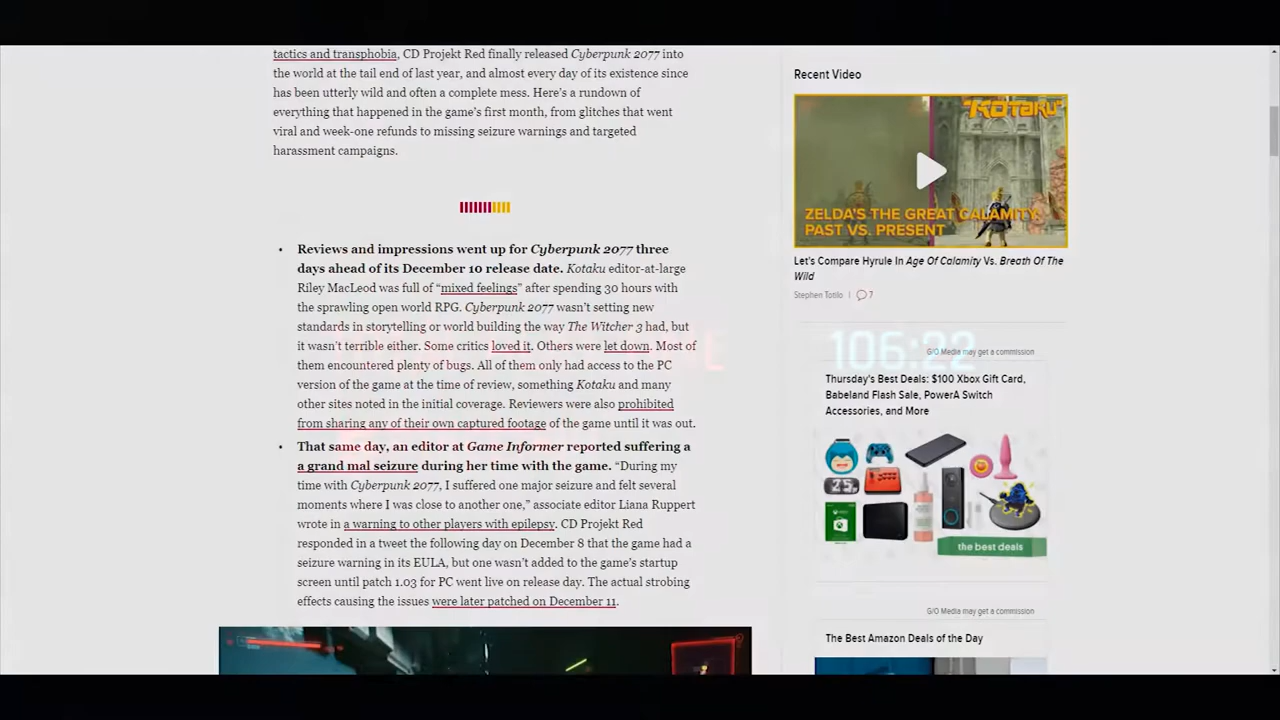 tactics and transphobia, CD Projekt Red finally released Cyberpunk 2077 into
the world at the tail end of last year, and almost every day of its existence since
has been utterly wild and often a complete mess. Here's a rundown of
everything that happened in the game's first month, from glitches that went
viral and week-one refunds to missing seizure warnings and targeted
harassment campaigns.
• Reviews and impressions went up for Cyberpunk 2077 three
days ahead of its December 10 release date. Kotaku editor-at-large
Riley MacLeod was full of “mixed feelings” after spending 30 hours with
the sprawling open world RPG. Cyberpunk 2077 wasn't setting new
standards in storytelling or world building the way The Witcher 3 had, but
it wasn't terrible either. Some critics loved it. Others were let down. Most of
them encountered plenty of bugs. All of them only had access to the PC
version of the game at the time of review, something Kotaku and many
other sites noted in the initial coverage. Reviewers were also prohibited
from sharing any of their own captured footage of the game until it was out.
• That same day, an editor at Game Informer reported suffering a
a grand mal seizure during her time with the game. “During my
time with Cyberpunk 2077, I suffered one major seizure and felt several
moments where I was close to another one,” associate editor Liana Ruppert
wrote in a warning to other players with epilepsy. CD Projekt Red
responded in a tweet the following day on December 8 that the game had a
seizure warning in its EULA, but one wasn't added to the game's startup
screen until patch 1.03 for PC went live on release day. The actual strobing
effects causing the issues were later patched on December 11.
Recent Video
KOTAKU
ZELDA'S THE GREAT CALAMITY,
PAST VS. PRESENT
Let's Compare Hyrule In Age Of Calamity Vs. Breath Of The
Wild
Stephen Totilo | 7
106:22
G/O Media may get a commission
Thursday's Best Deals: $100 Xbox Gift Card,
Babeland Flash Sale, PowerA Switch
Accessories, and More
the best deals
G/O Media may get a commission
The Best Amazon Deals of the Day